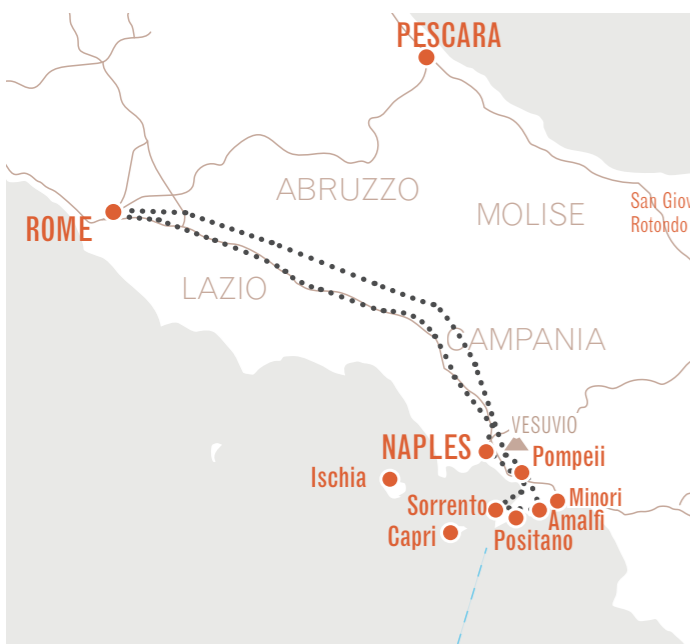 PESCARA
ABRUZZO
MOLISE
San Giov
Rotondo
ROME
LAZIO
CAMPANIA
VESUVIO
NAPLES
Pompeii
Ischia
Minori
Sorrento
Amalfi
Capri
Positano